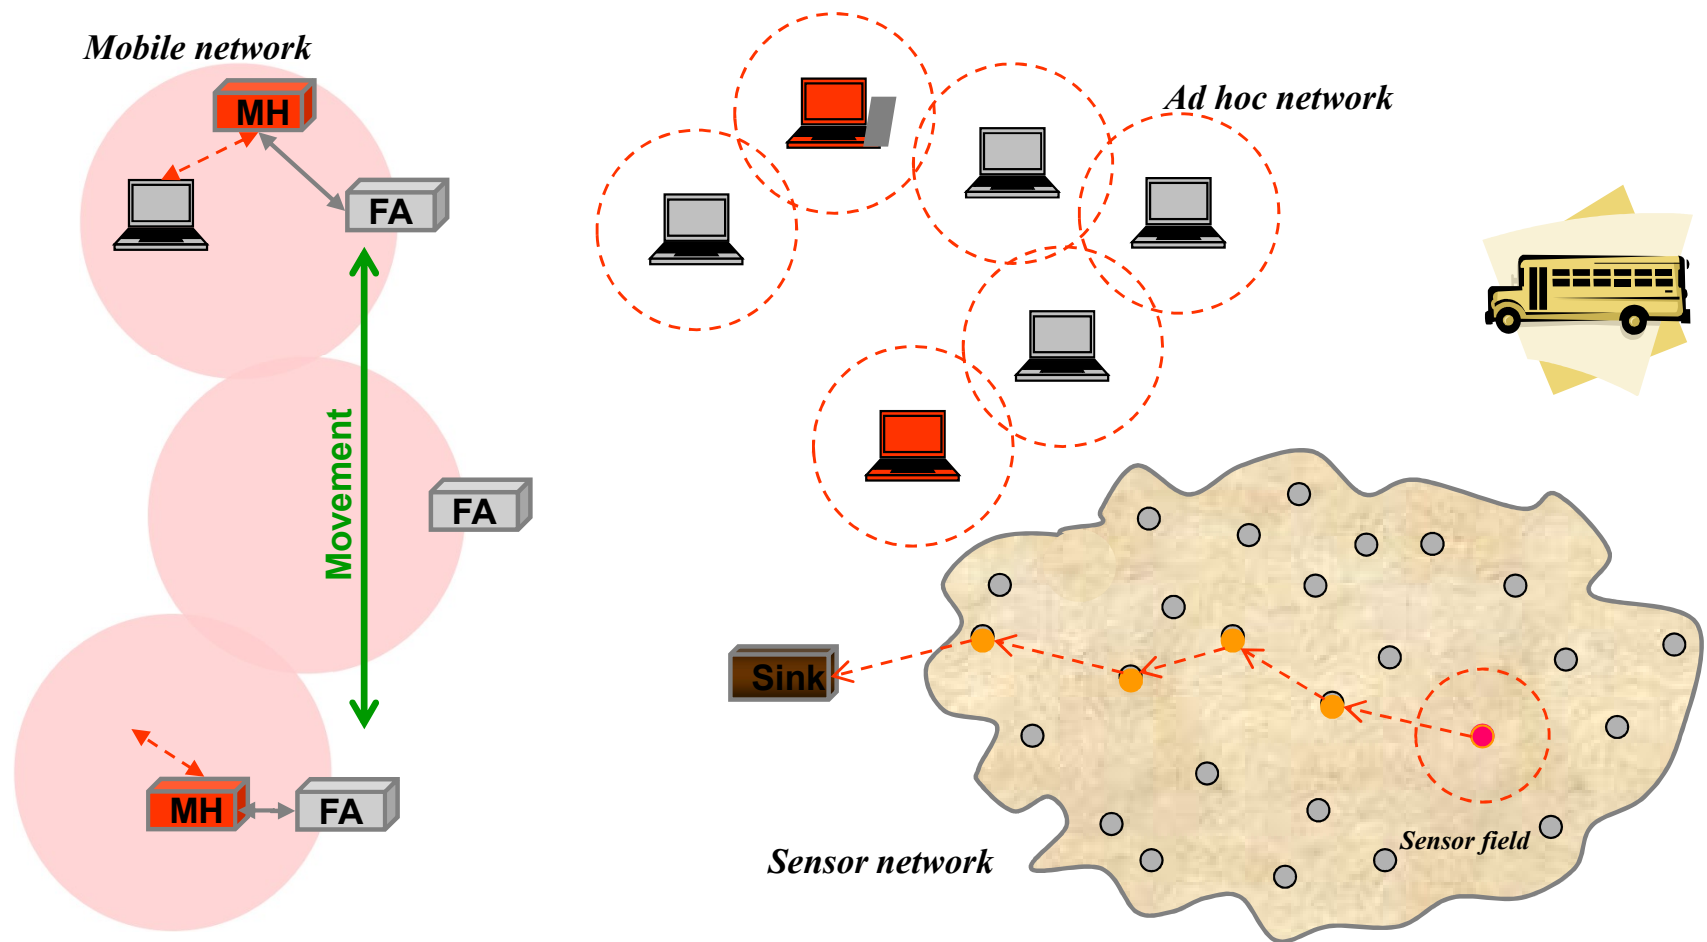 Mobile network
MH
FA
Movement
FA
MH
FA
Ad hoc network
Sink
Sensor field
Sensor network